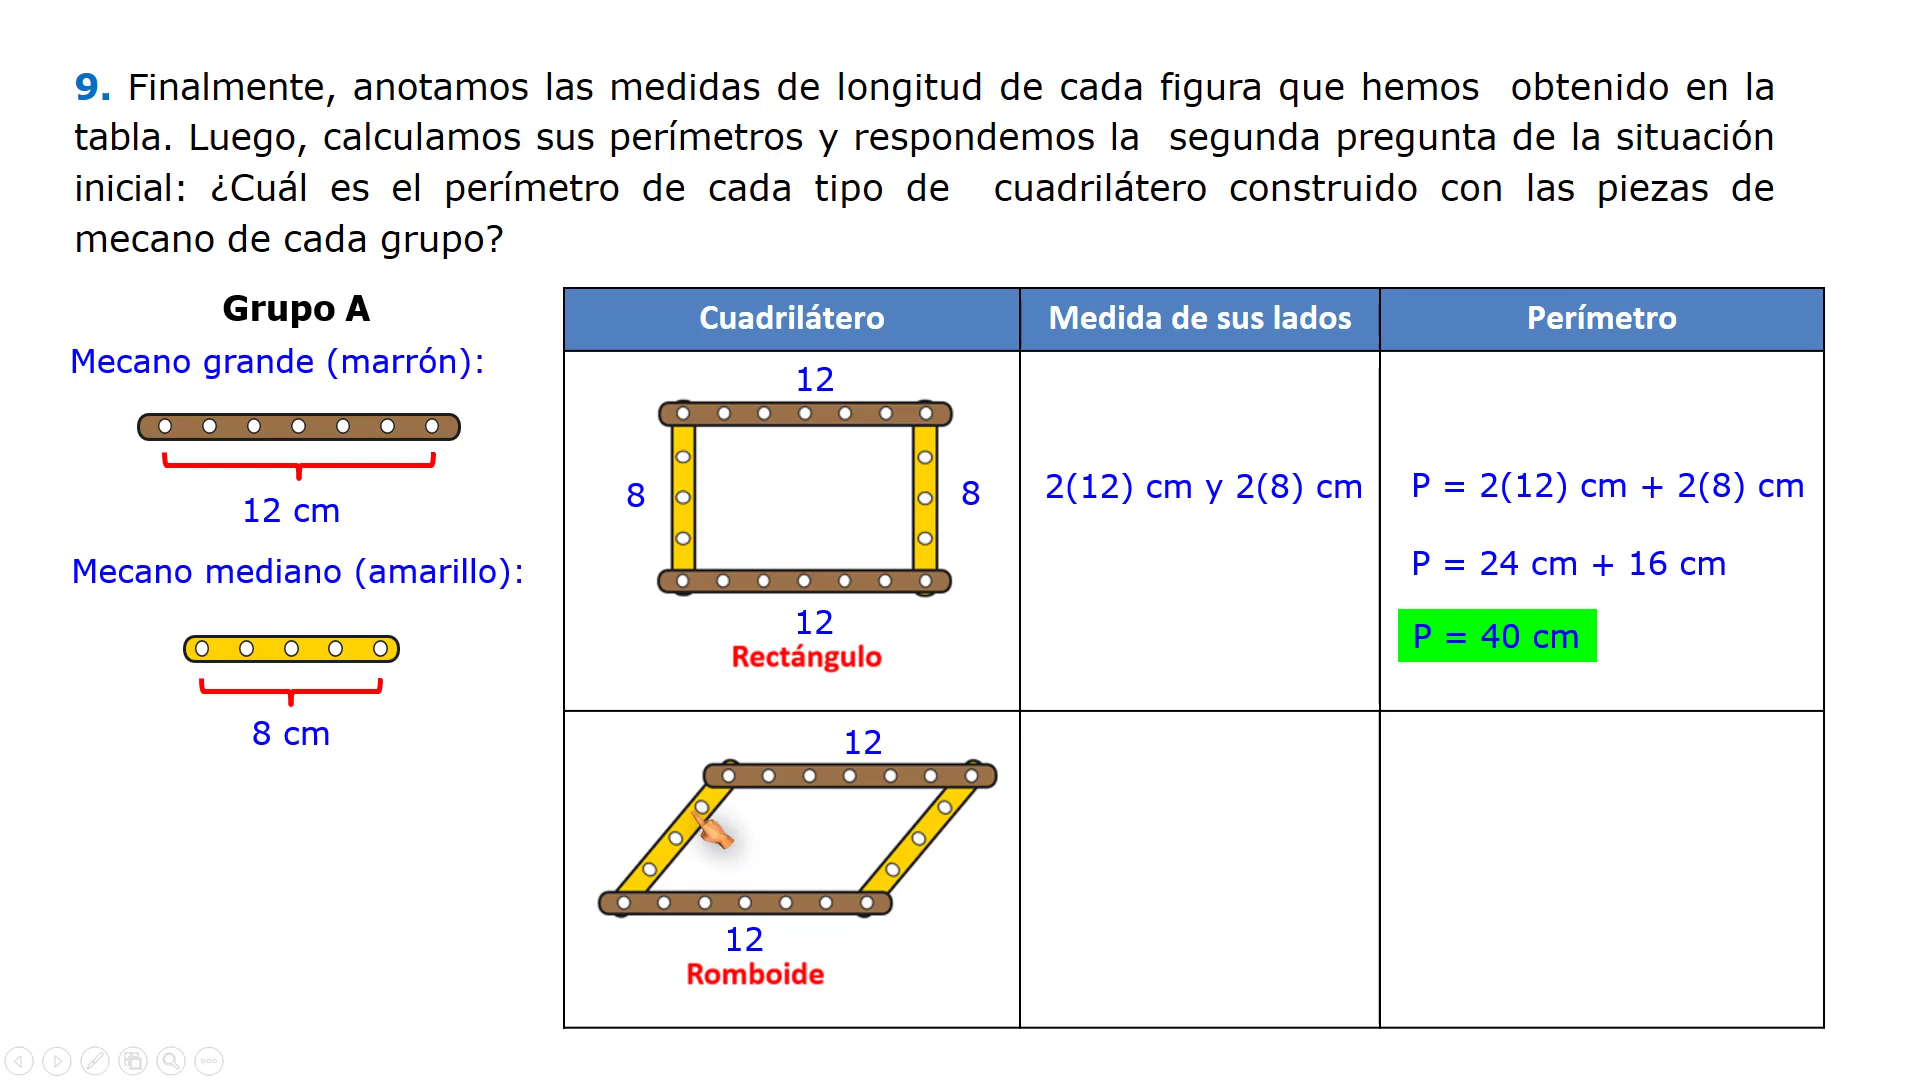 9. Finalmente, anotamos las medidas de longitud de cada figura que hemos obtenido en la
tabla. Luego, calculamos sus perímetros y respondemos la segunda pregunta de la situación
inicial: ¿Cuál es el perímetro de cada tipo de cuadrilátero construido con las piezas de
mecano de cada grupo?
Grupo A
Mecano grande (marrón):
12 cm
Mecano mediano (amarillo):
8 cm
Cuadrilátero Medida de sus lados Perímetro
12
8
8
12
Rectángulo
2(12) cm y 2(8) cm
P = 2(12) cm + 2(8) cm
P = 24 cm + 16 cm
P = 40 cm
12
12
Romboide